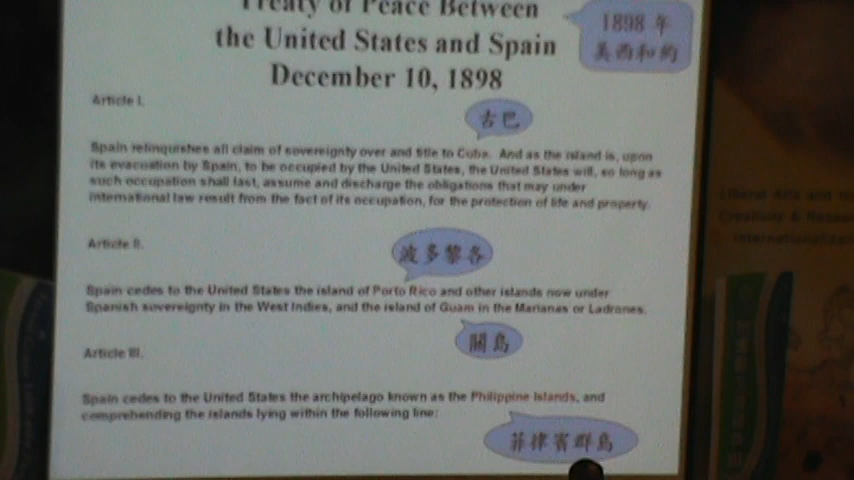 Treaty of Peace Between
the United States and Spain
December 10, 1898
1898 年
美西和約
Article I.
古巴
Spain relinquishes all claim of sovereignty over and title to Cuba. And as the island is, upon
its evacuation by Spain, to be occupied by the United States, the United States will, so long as
such occupation shall last, assume and discharge the obligations that may under
international law result from the fact of its occupation, for the protection of life and property.
Article II.
波多黎各
Spain cedes to the United States the island of Porto Rico and other islands now under
Spanish sovereignty in the West Indies, and the island of Guam in the Marianas or Ladrones.
關島
Article III.
Spain cedes to the United States the archipelago known as the Philippine Islands, and
comprehending the islands lying within the following line:
菲律賓群島
Liberal Arts and
Creativity &